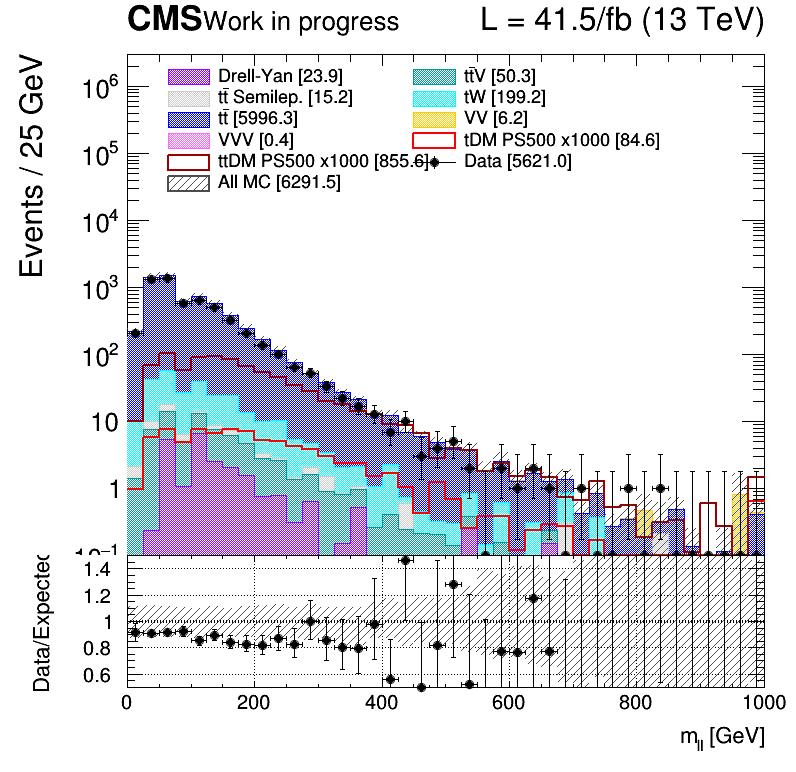 CMS Work in progress L = 41.5/fb (13 TeV)
Events / 25 GeV
Drell-Yan [23.9] tt̄V [50.3]
tt̄ Semilep. [15.2] tW [199.2]
tt̄ [5996.3] VV [6.2]
VVV [0.4] tDM PS500 x1000 [84.6]
ttDM PS500 x1000 [855.6] Data [5621.0]
All MC [6291.5]
10⁶
10⁵
10⁴
10³
10²
10
1
10⁻¹
Data/Expected
1.4
1.2
1
0.8
0.6
0 200 400 600 800 1000
m_ll [GeV]